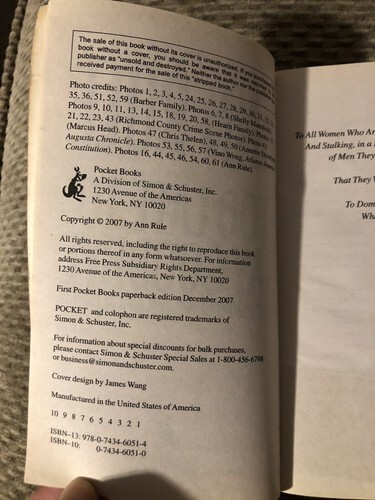 The sale of this book without its cover is unauthorized. If you purchased this
book without a cover, you should be aware that it was reported to the
publisher as "unsold and destroyed." Neither the author nor the publisher has
received payment for the sale of this "stripped book."
Photo credits: Photos 1, 2, 3, 4, 5, 24, 25, 26, 27, 28, 29, 30, 31,
35, 36, 51, 52, 59 (Barber Family). Photos 6, 7, 8 (Shelly
Photos 9, 10, 11, 13, 14, 15, 18, 19, 20, 58, (Hearn Family). Photos
21, 22, 23, 43 (Richmond County Crime Scene Photos). Photo
(Marcus Head). Photos 47 (Chris Thelen), 48, 49, 50 (Annette
Augusta Chronicle). Photos 53, 55, 56, 57 (Vino Wong, Atlanta
Constitution). Photos 16, 44, 45, 46, 54, 60, 61 (Ann Rule).
Pocket Books
A Division of Simon & Schuster, Inc.
1230 Avenue of the Americas
New York, NY 10020
Copyright © 2007 by Ann Rule
All rights reserved, including the right to reproduce this book
or portions thereof in any form whatsoever. For information
address Free Press Subsidiary Rights Department,
1230 Avenue of the Americas, New York, NY 10020
First Pocket Books paperback edition December 2007
POCKET and colophon are registered trademarks of
Simon & Schuster, Inc.
For information about special discounts for bulk purchases,
please contact Simon & Schuster Special Sales at 1-800-456-6798
or business@simonandschuster.com.
Cover design by James Wang
Manufactured in the United States of America
10 9 8 7 6 5 4 3 2 1
ISBN-13: 978-0-7434-6051-4
ISBN-10: 0-7434-6051-0
To All Women Who
And Stalking, in a
of Men They
That They
To Dom